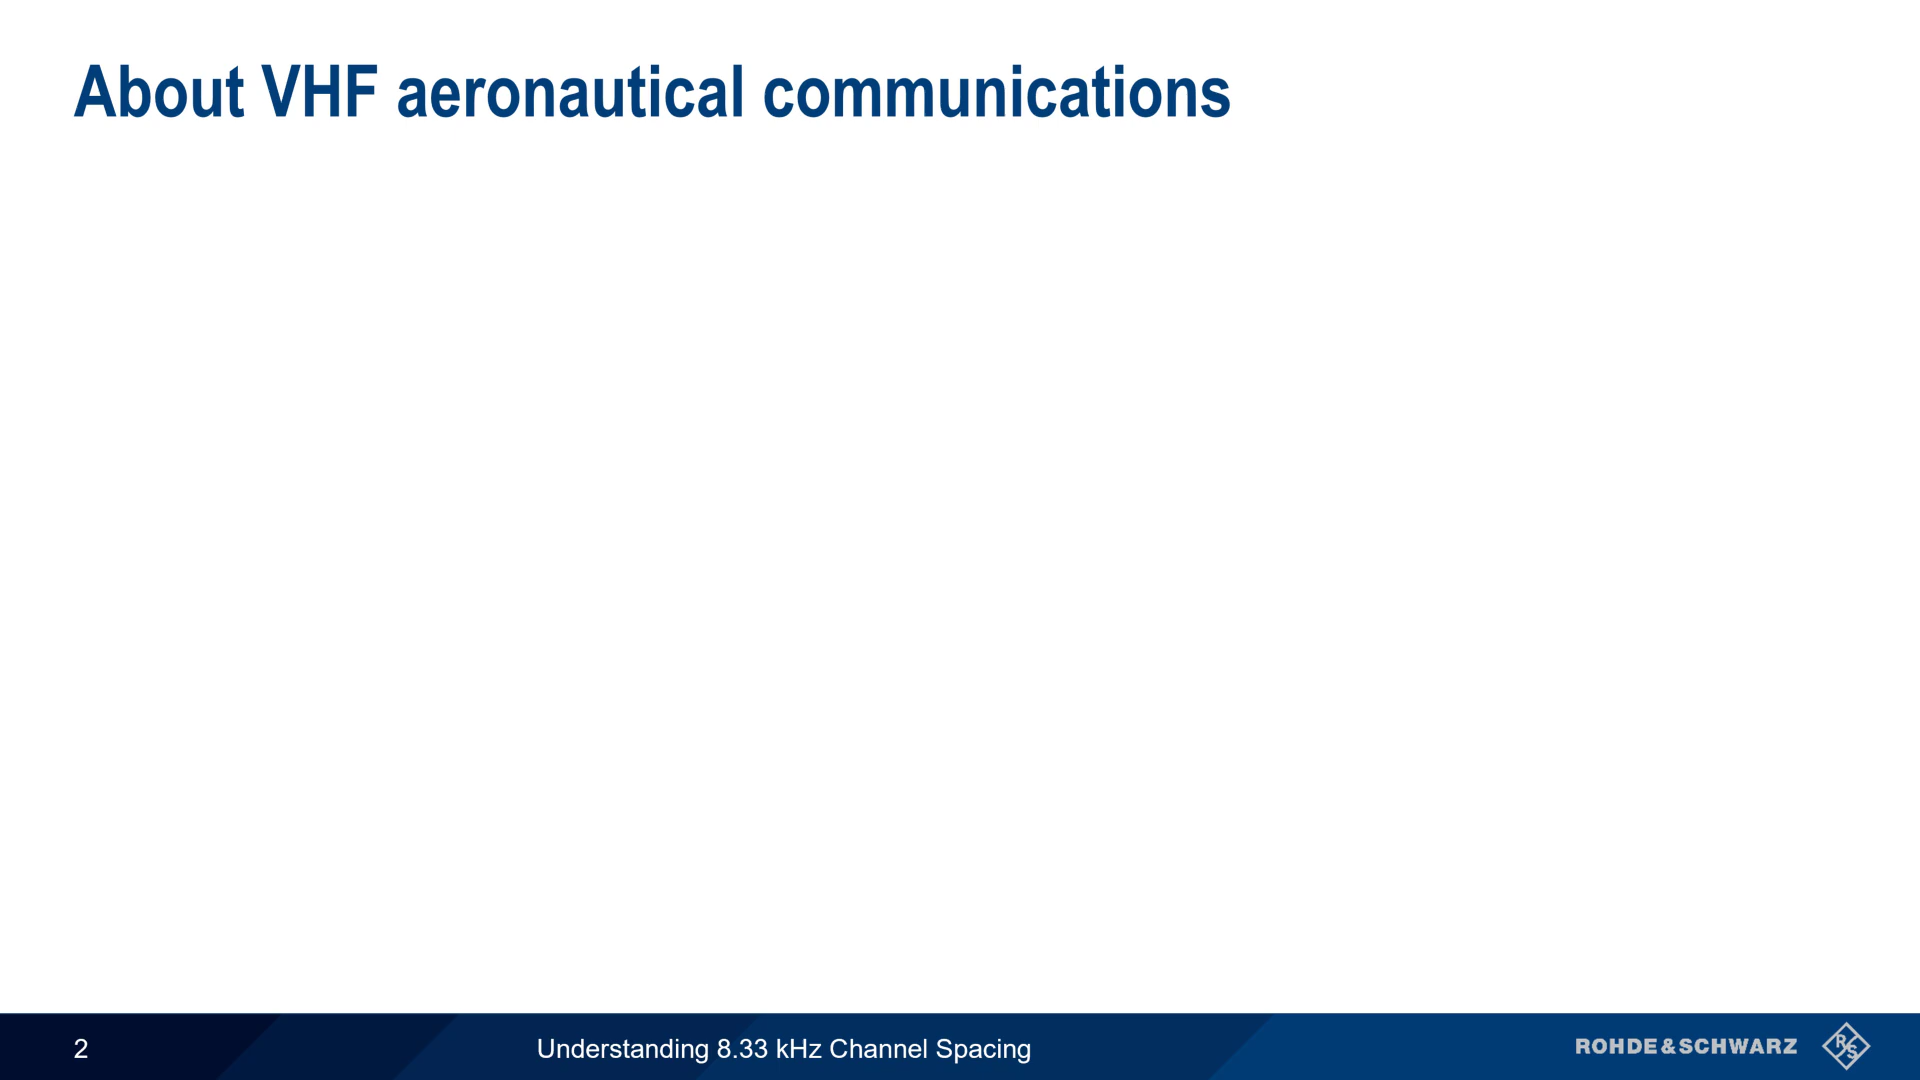 About VHF aeronautical communications
2
Understanding 8.33 kHz Channel Spacing
ROHDE&SCHWARZ
R
S